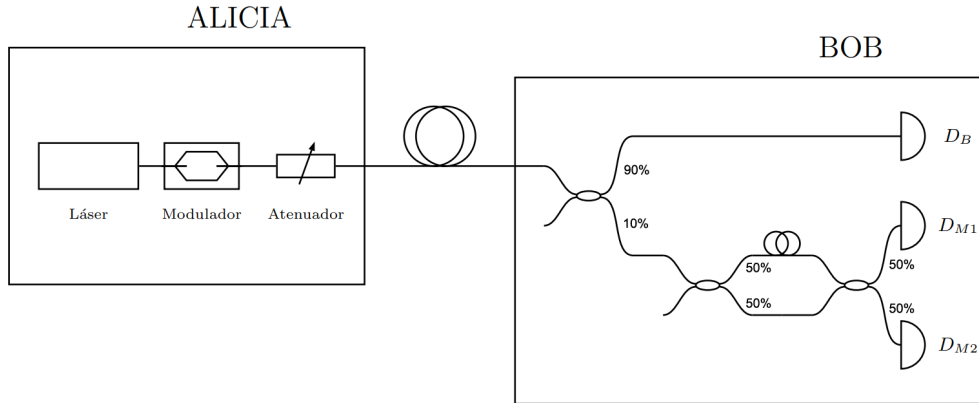 ALICIA
BOB
Láser
Modulador
Atenuador
90%
10%
50%
50%
50%
50%
D_B
D_{M1}
D_{M2}